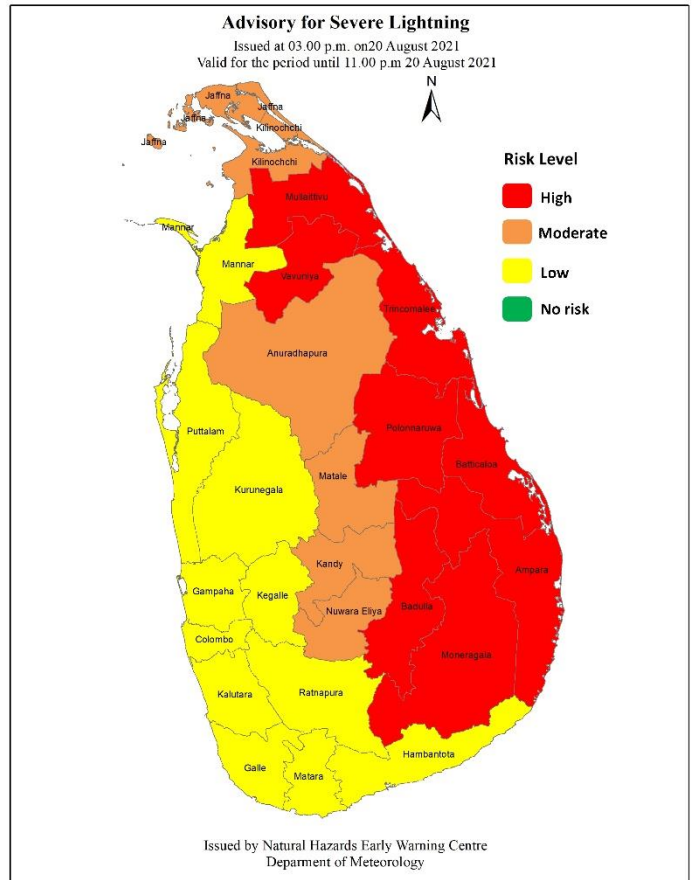 Advisory for Severe Lightning
Issued at 03.00 p.m. on20 August 2021
Valid for the period until 11.00 p.m 20 August 2021
N
Jaffna
Jaffna
Jaffna
Kilinochchi
Jaffna
Kilinochchi
Risk Level
High
Moderate
Low
No risk
Mullaittivu
Mannar
Mannar
Vavuniya
Trincomalee
Anuradhapura
Polonnaruwa
Puttalam
Batticaloa
Matale
Kurunegala
Kandy
Ampara
Gampaha
Kegalle
Badulla
Nuwara Eliya
Colombo
Moneragala
Kalutara
Ratnapura
Hambantota
Galle
Matara
Issued by Natural Hazards Early Warning Centre
Deparment of Meteorology